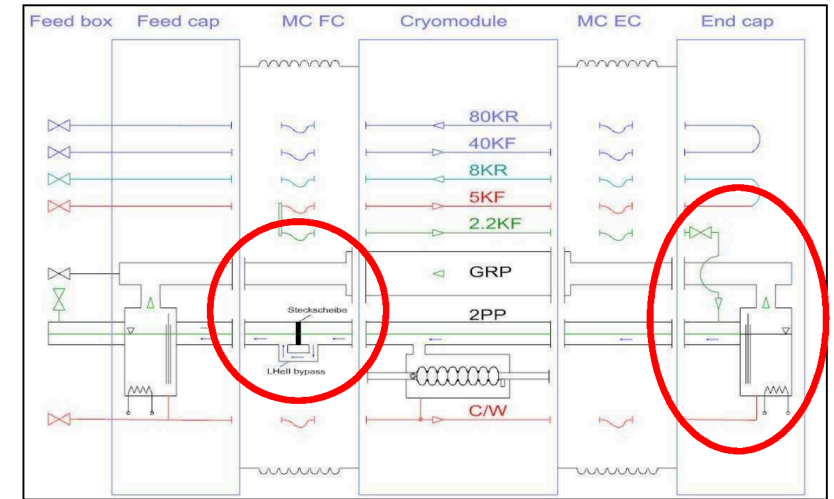 Feed box Feed cap MC FC Cryomodule MC EC End cap
80KR
40KF
8KR
5KF
2.2KF
GRP
Steckscheibe
2PP
LHeII bypass
C/W